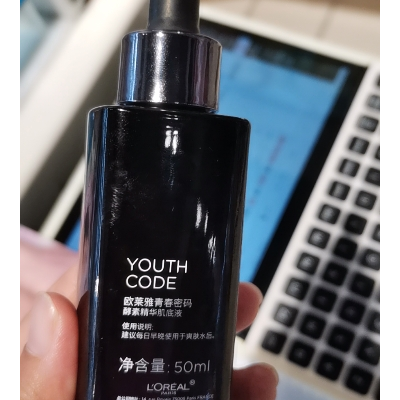 YOUTH
CODE
欧莱雅青春密码
酵素精华肌底液
使用说明:
建议每日早晚使用于爽肤水后。
净含量:50ml
L'ORÉAL
PARIS